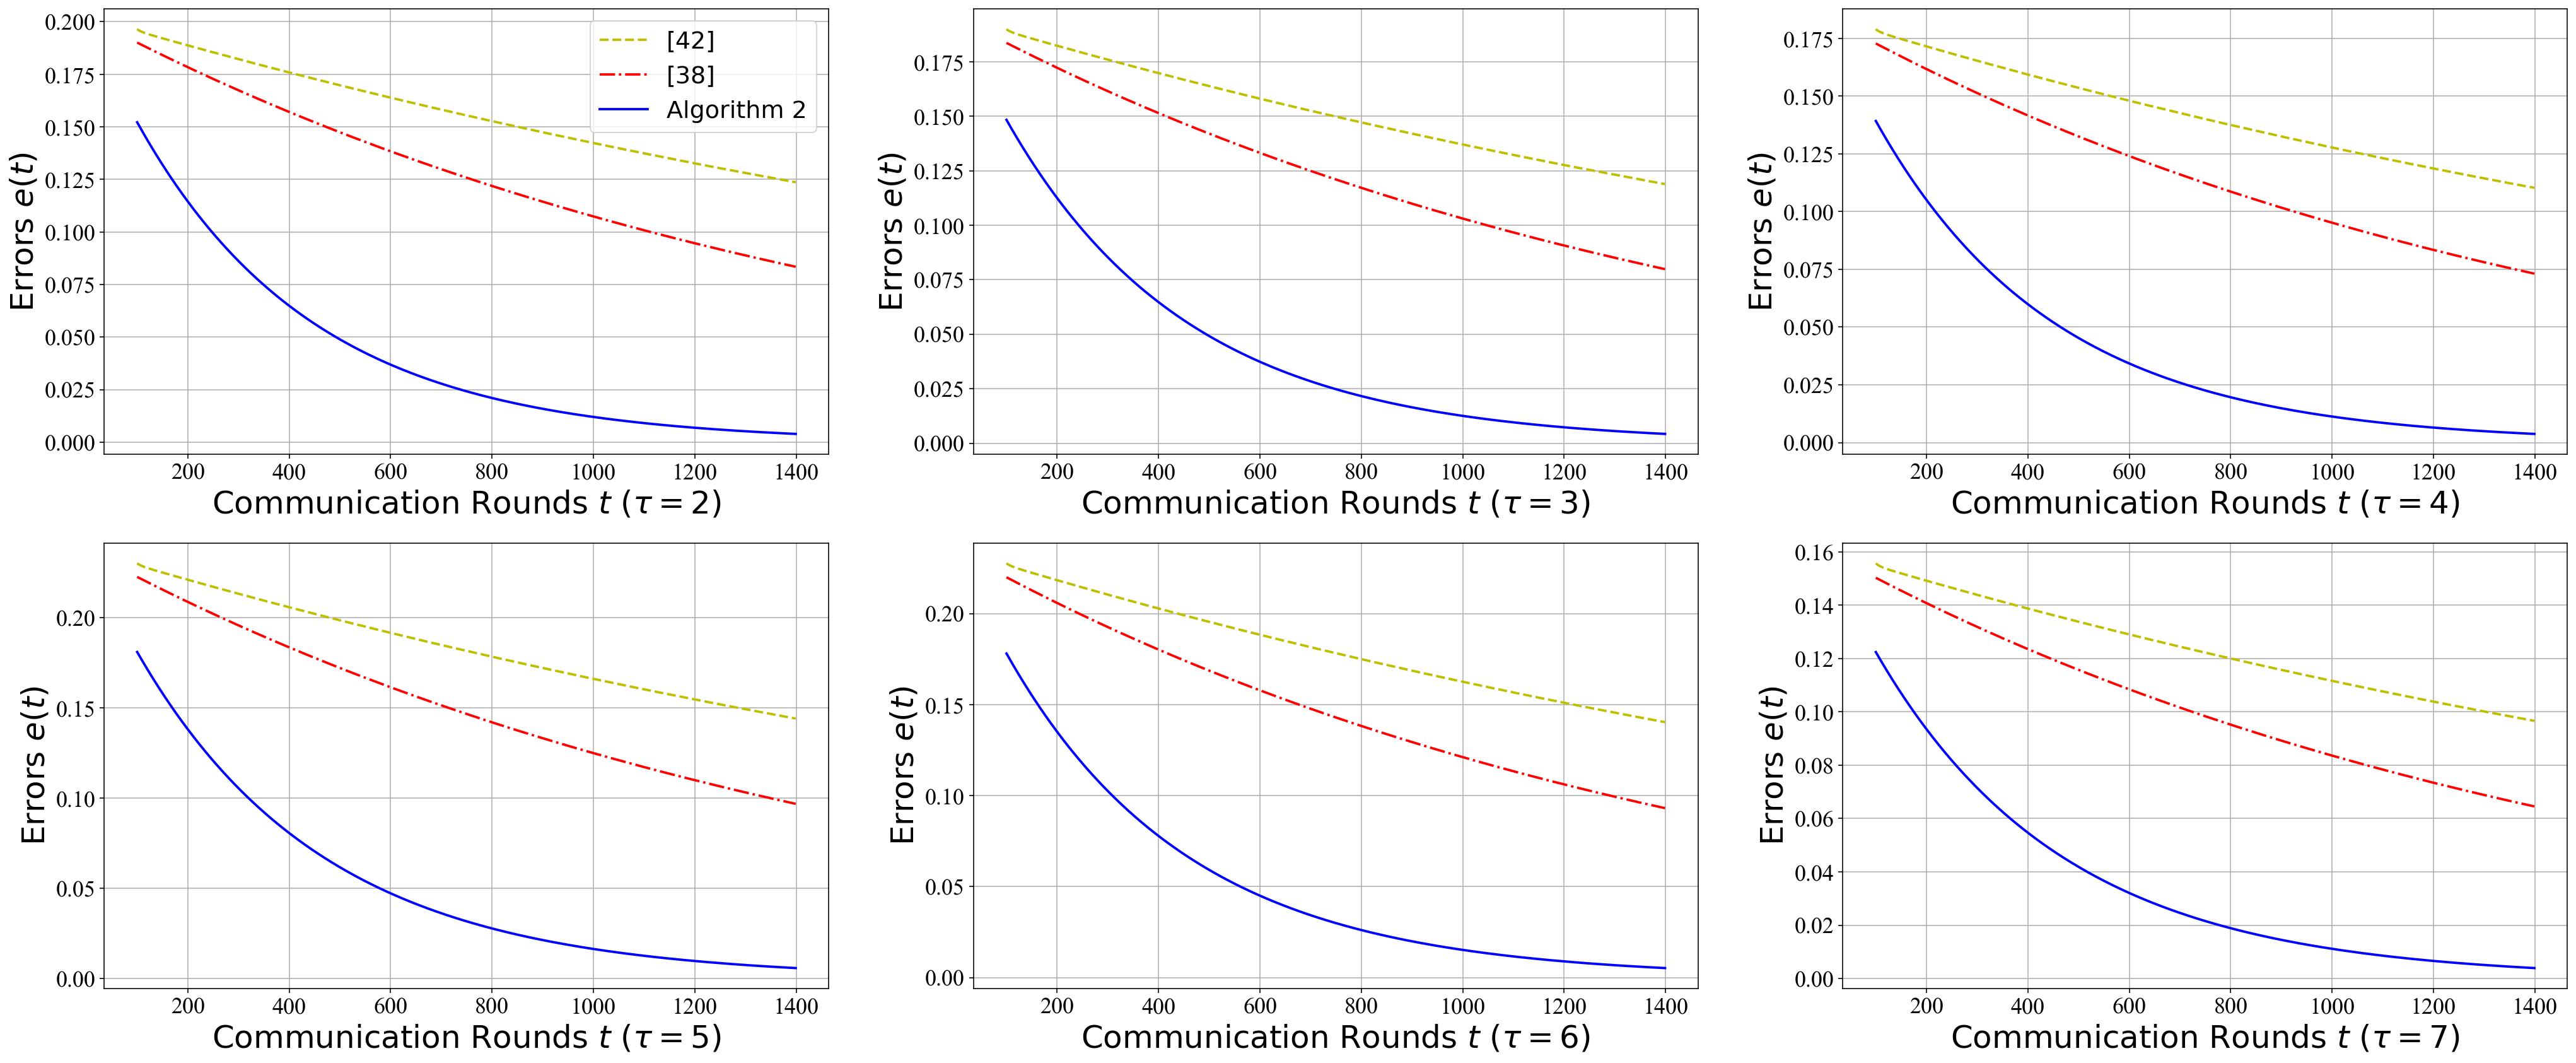 Errors e(t)
0.200
0.175
0.150
0.125
0.100
0.075
0.050
0.025
0.000
[42]
[38]
Algorithm 2
200 400 600 800 1000 1200 1400
Communication Rounds t (τ = 2)
Errors e(t)
0.175
0.150
0.125
0.100
0.075
0.050
0.025
0.000
200 400 600 800 1000 1200 1400
Communication Rounds t (τ = 3)
Errors e(t)
0.175
0.150
0.125
0.100
0.075
0.050
0.025
0.000
200 400 600 800 1000 1200 1400
Communication Rounds t (τ = 4)
Errors e(t)
0.20
0.15
0.10
0.05
0.00
200 400 600 800 1000 1200 1400
Communication Rounds t (τ = 5)
Errors e(t)
0.20
0.15
0.10
0.05
0.00
200 400 600 800 1000 1200 1400
Communication Rounds t (τ = 6)
Errors e(t)
0.16
0.14
0.12
0.10
0.08
0.06
0.04
0.02
0.00
200 400 600 800 1000 1200 1400
Communication Rounds t (τ = 7)